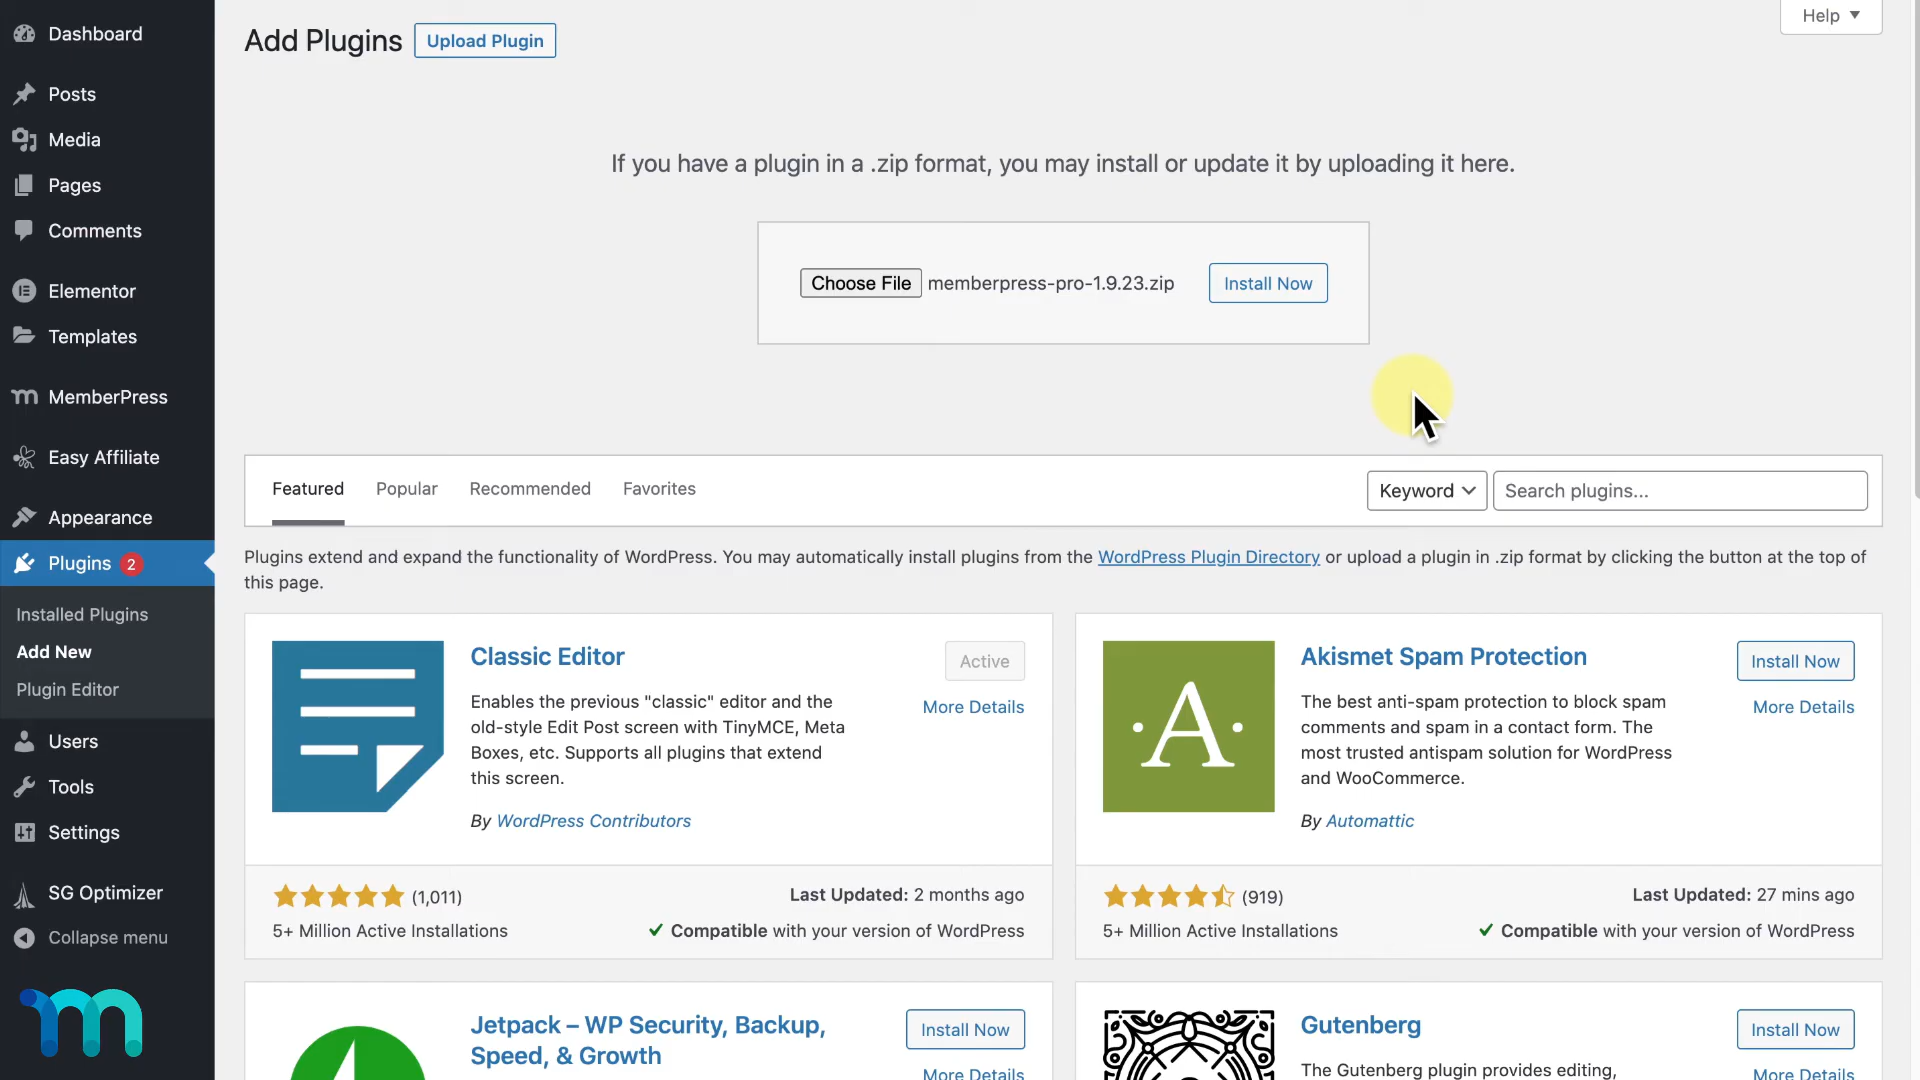 Dashboard
Posts
Media
Pages
Comments
Elementor
Templates
MemberPress
Easy Affiliate
Appearance
Plugins 2
Installed Plugins
Add New
Plugin Editor
Users
Tools
Settings
SG Optimizer
Collapse menu
Add Plugins Upload Plugin
Help
If you have a plugin in a .zip format, you may install or update it by uploading it here.
Choose File memberpress-pro-1.9.23.zip Install Now
Featured Popular Recommended Favorites Keyword Search plugins...
Plugins extend and expand the functionality of WordPress. You may automatically install plugins from the WordPress Plugin Directory or upload a plugin in .zip format by clicking the button at the top of
this page.
Classic Editor
Active
More Details
Enables the previous "classic" editor and the
old-style Edit Post screen with TinyMCE, Meta
Boxes, etc. Supports all plugins that extend
this screen.
By WordPress Contributors
(1,011)
Last Updated: 2 months ago
5+ Million Active Installations
Compatible with your version of WordPress
Akismet Spam Protection
Install Now
More Details
The best anti-spam protection to block spam
comments and spam in a contact form. The
most trusted antispam solution for WordPress
and WooCommerce.
By Automattic
A
(919)
Last Updated: 27 mins ago
5+ Million Active Installations
Compatible with your version of WordPress
Jetpack – WP Security, Backup,
Speed, & Growth
Install Now
More Details
Gutenberg
Install Now
More Details
The Gutenberg plugin provides editing,